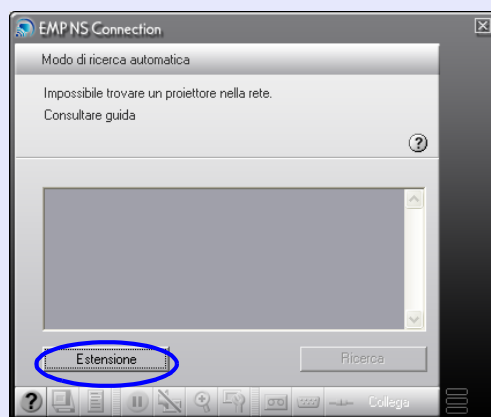 EMP NS Connection
Modo di ricerca automatica
Impossibile trovare un proiettore nella rete.
Consultare guida
Estensione
Ricerca
Collega